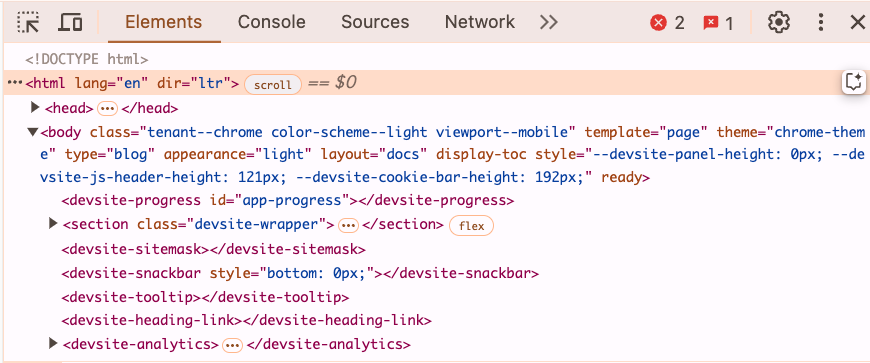 Elements Console Sources Network >> 2 1
<!DOCTYPE html>
···<html lang="en" dir="ltr"> scroll == $0
<head> ··· </head>
<body class="tenant--chrome color-scheme--light viewport--mobile" template="page" theme="chrome-them
e" type="blog" appearance="light" layout="docs" display-toc style="--devsite-panel-height: 0px; --de
vsite-js-header-height: 121px; --devsite-cookie-bar-height: 192px;" ready>
<devsite-progress id="app-progress"></devsite-progress>
<section class="devsite-wrapper"> ··· </section> flex
<devsite-sitemask></devsite-sitemask>
<devsite-snackbar style="bottom: 0px;"></devsite-snackbar>
<devsite-tooltip></devsite-tooltip>
<devsite-heading-link></devsite-heading-link>
<devsite-analytics> ··· </devsite-analytics>